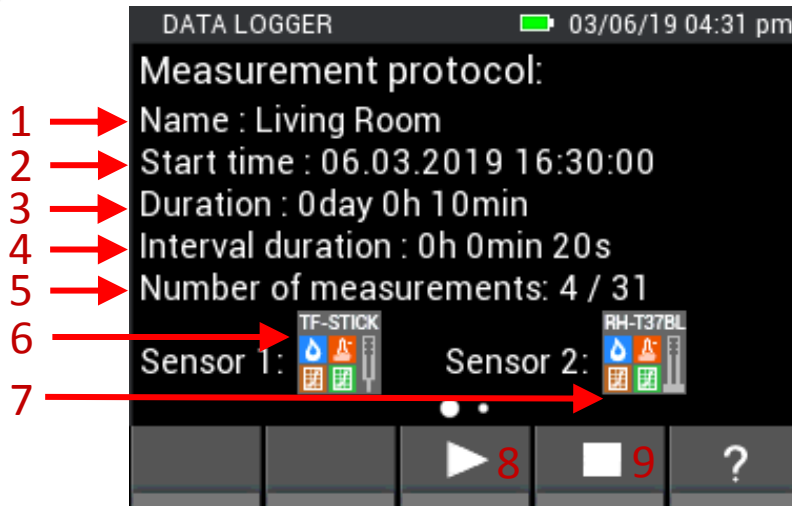 DATA LOGGER 03/06/19 04:31 pm
Measurement protocol:
1 Name : Living Room
2 Start time : 06.03.2019 16:30:00
3 Duration : 0day 0h 10min
4 Interval duration : 0h 0min 20s
5 Number of measurements: 4 / 31
6 TF-STICK RH-T37BL
Sensor 1: Sensor 2:
7
8 9 ?